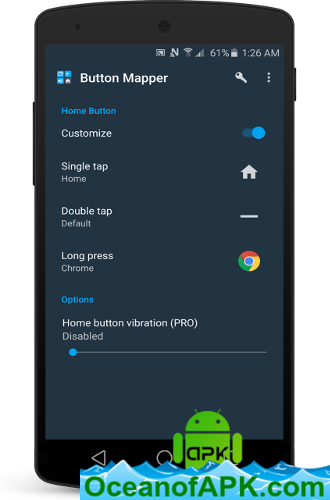 61% 1:26 AM
Button Mapper
Home Button
Customize
Single tap
Home
Double tap
Default
Long press
Chrome
Options
Home button vibration (PRO)
Disabled
APK
OceanofAPK.com